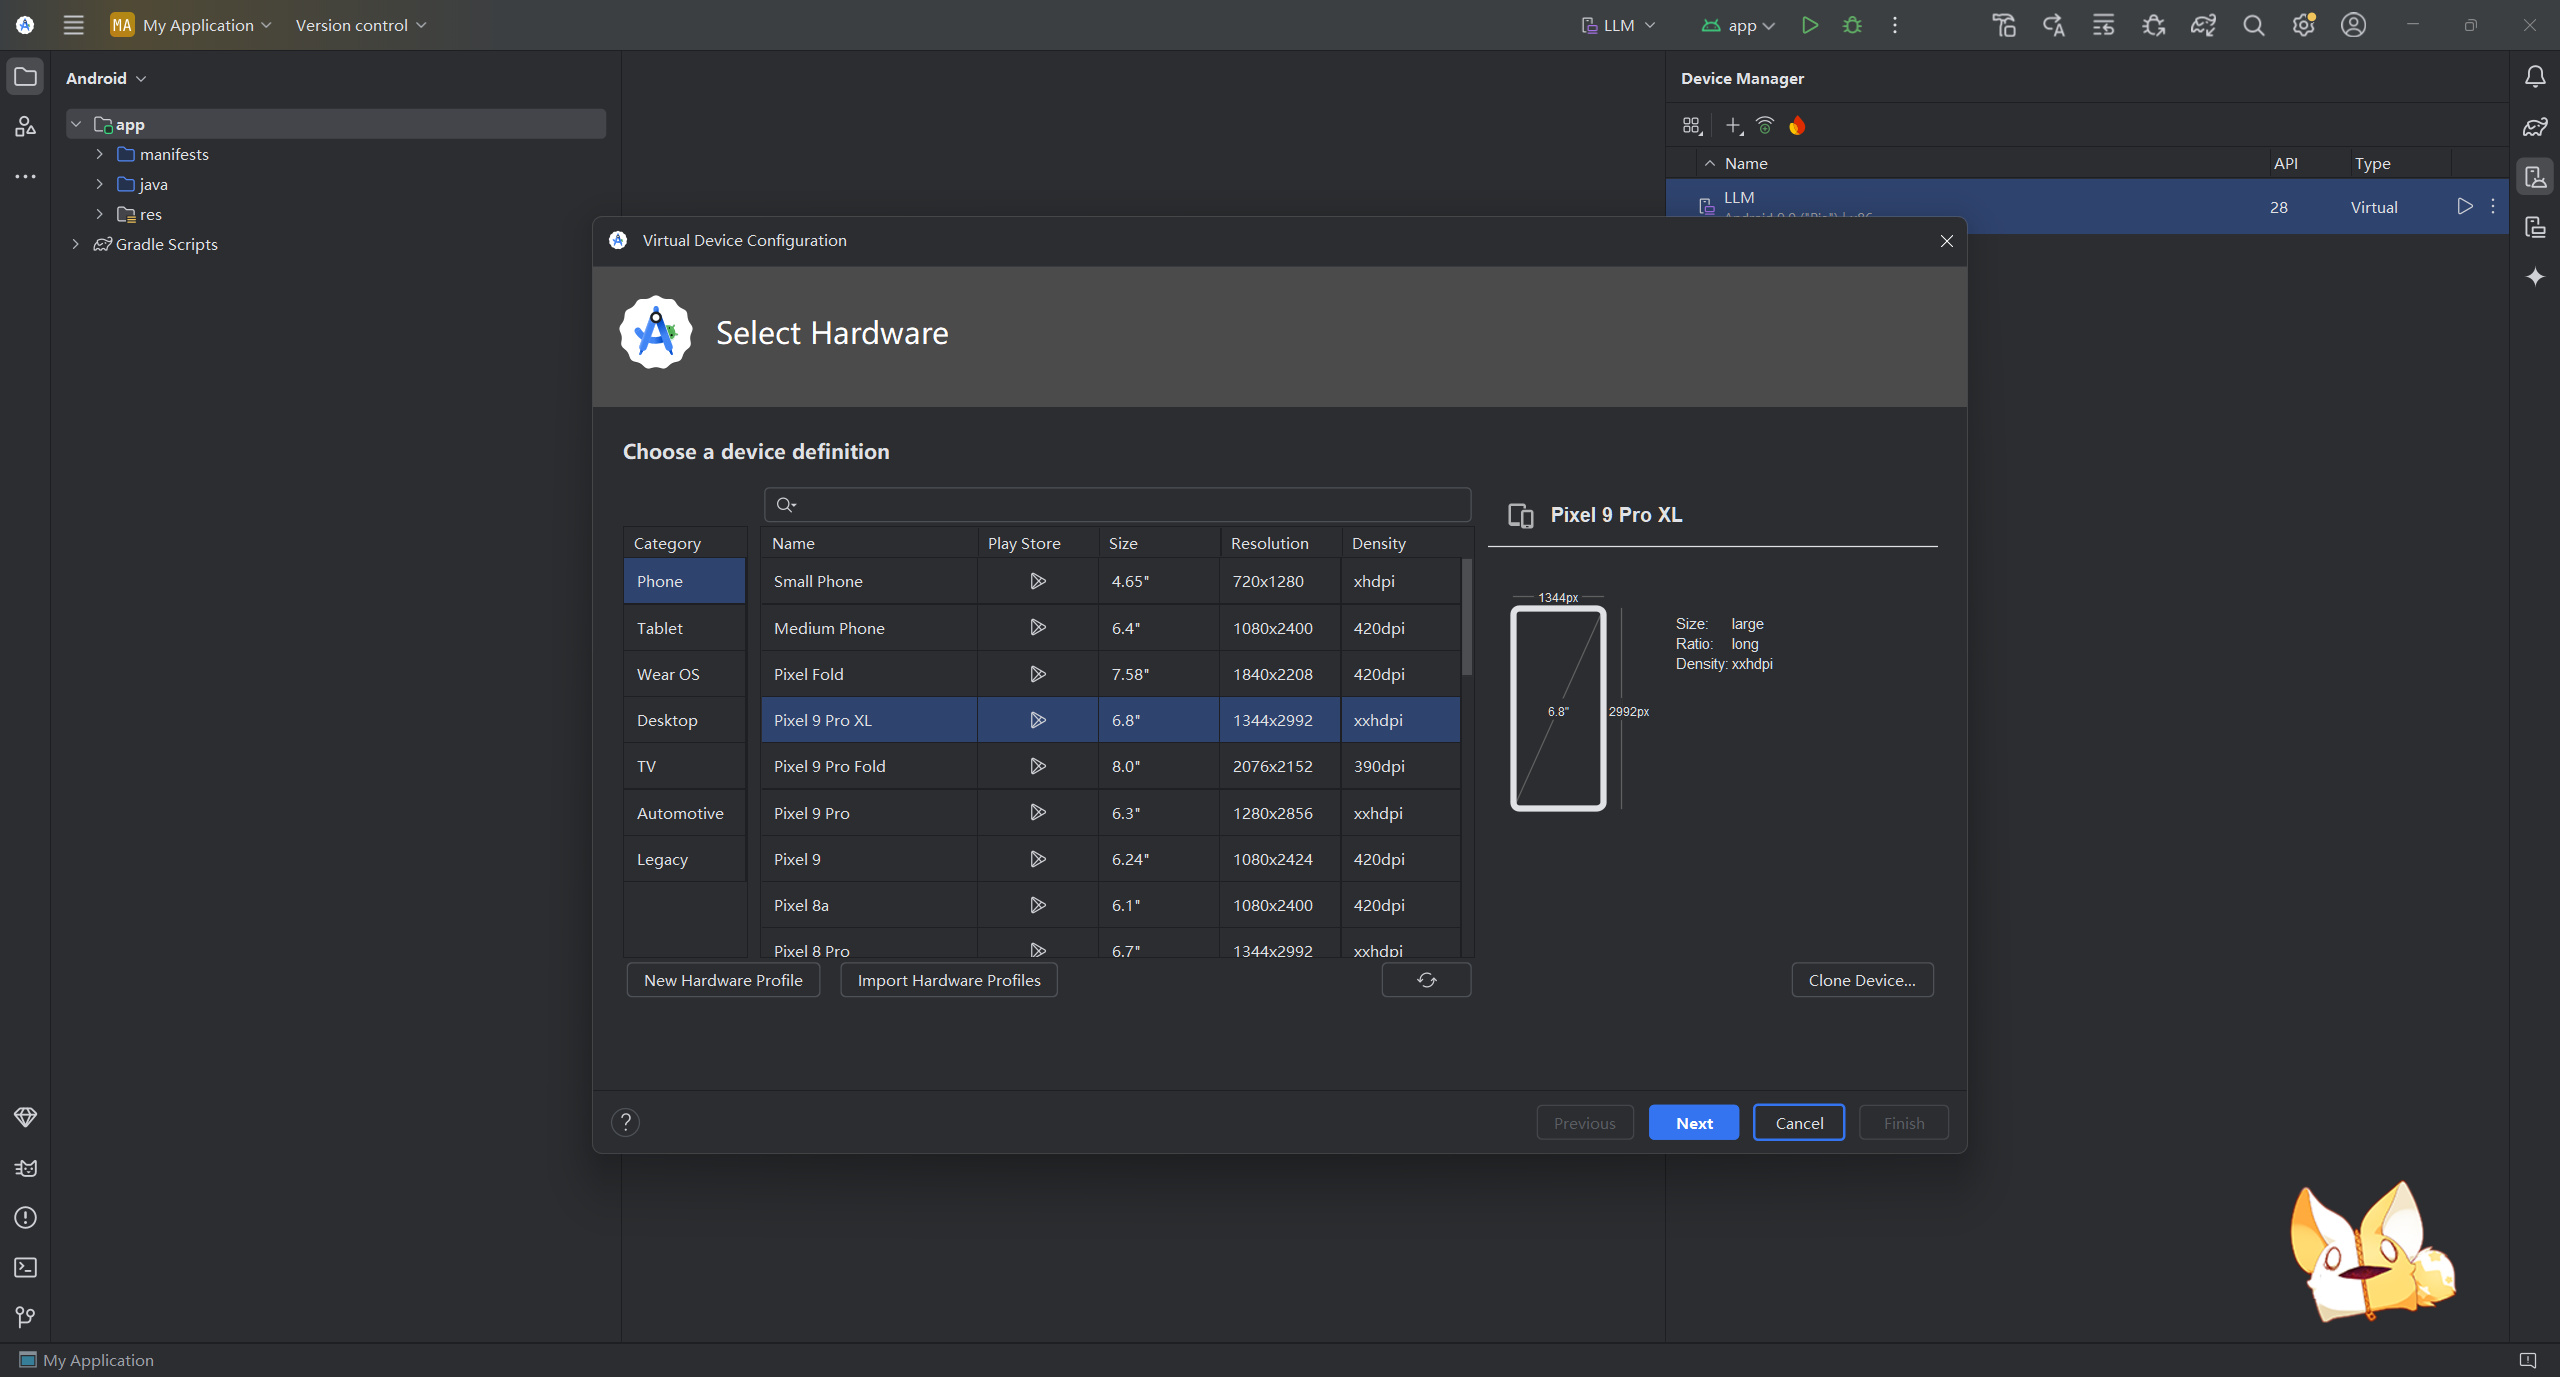 MA My Application Version control LLM app
Android
app
manifests
java
res
Gradle Scripts
Device Manager
Name API Type
LLM 28 Virtual
Virtual Device Configuration
Select Hardware
Choose a device definition
Category
Phone
Tablet
Wear OS
Desktop
TV
Automotive
Legacy
Name Play Store Size Resolution Density
Small Phone 4.65" 720x1280 xhdpi
Medium Phone 6.4" 1080x2400 420dpi
Pixel Fold 7.58" 1840x2208 420dpi
Pixel 9 Pro XL 6.8" 1344x2992 xxhdpi
Pixel 9 Pro Fold 8.0" 2076x2152 390dpi
Pixel 9 Pro 6.3" 1280x2856 xxhdpi
Pixel 9 6.24" 1080x2424 420dpi
Pixel 8a 6.1" 1080x2400 420dpi
Pixel 8 Pro 6.7" 1344x2992 xxhdpi
New Hardware Profile Import Hardware Profiles
Pixel 9 Pro XL
1344px
6.8"
2992px
Size: large
Ratio: long
Density: xxhdpi
Clone Device...
? Previous Next Cancel Finish
My Application